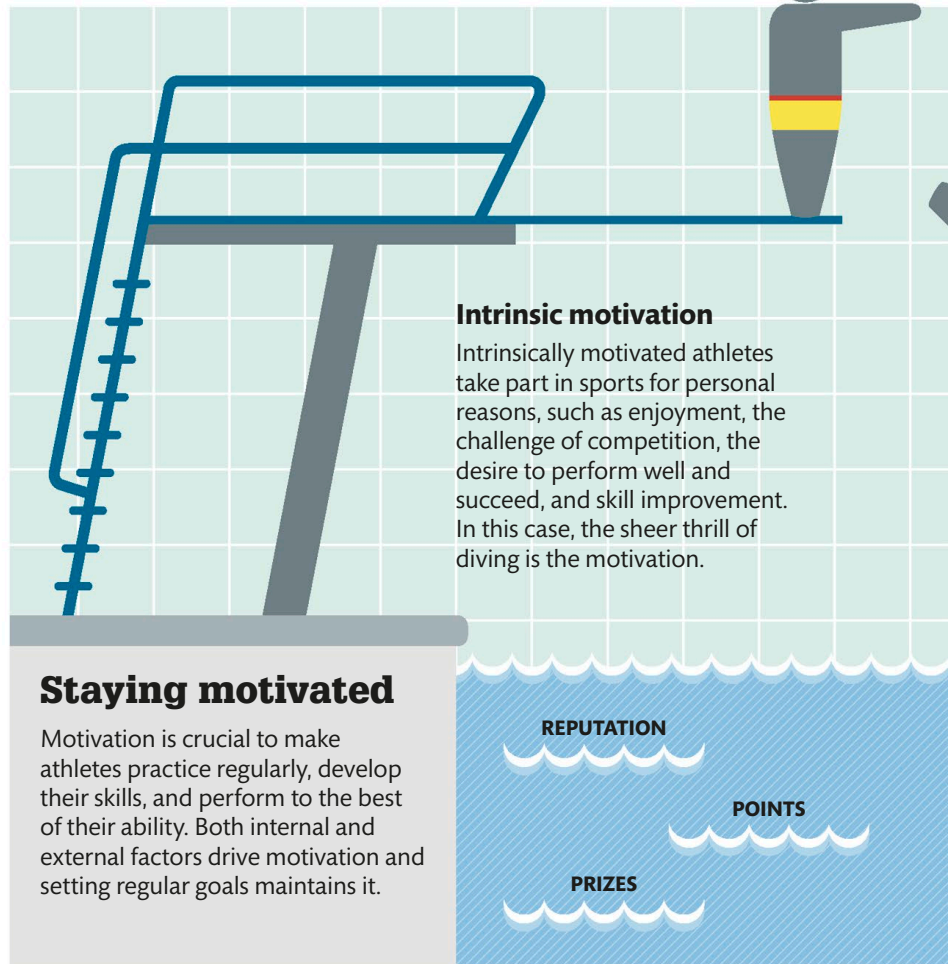 Intrinsic motivation
Intrinsically motivated athletes
take part in sports for personal
reasons, such as enjoyment, the
challenge of competition, the
desire to perform well and
succeed, and skill improvement.
In this case, the sheer thrill of
diving is the motivation.
Staying motivated
Motivation is crucial to make
athletes practice regularly, develop
their skills, and perform to the best
of their ability. Both internal and
external factors drive motivation and
setting regular goals maintains it.
REPUTATION
POINTS
PRIZES